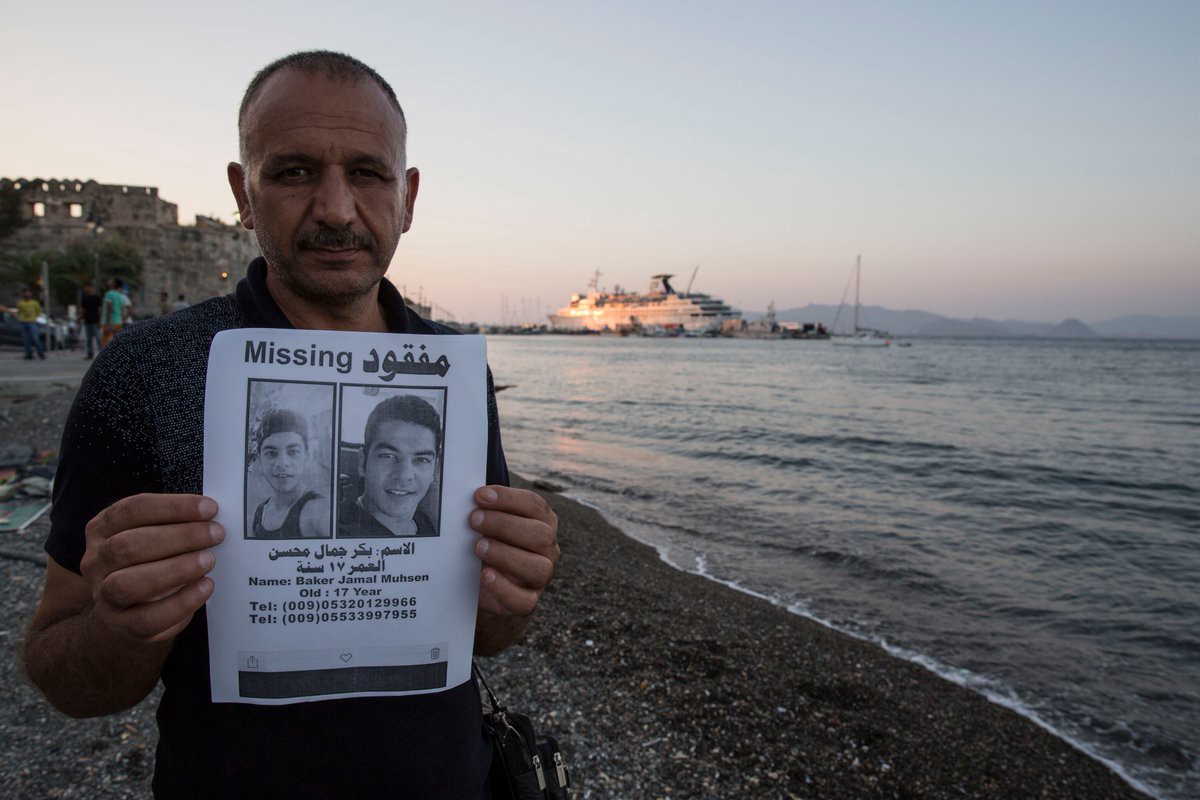 Missing مفقود
الاسم: بكر جمال محسن
العمر ١٧ سنة
Name: Baker Jamal Muhsen
Old : 17 Year
Tel: (009)05320129966
Tel: (009)05533997955